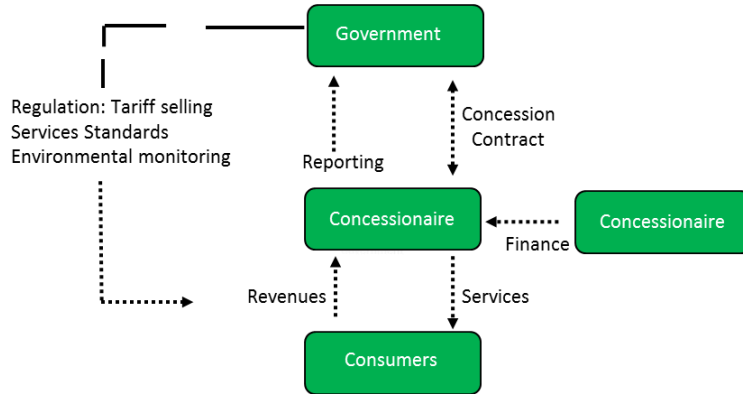 Government
Regulation: Tariff selling
Services Standards
Environmental monitoring
Concession
Contract
Reporting
Concessionaire
Concessionaire
Finance
Revenues
Services
Consumers